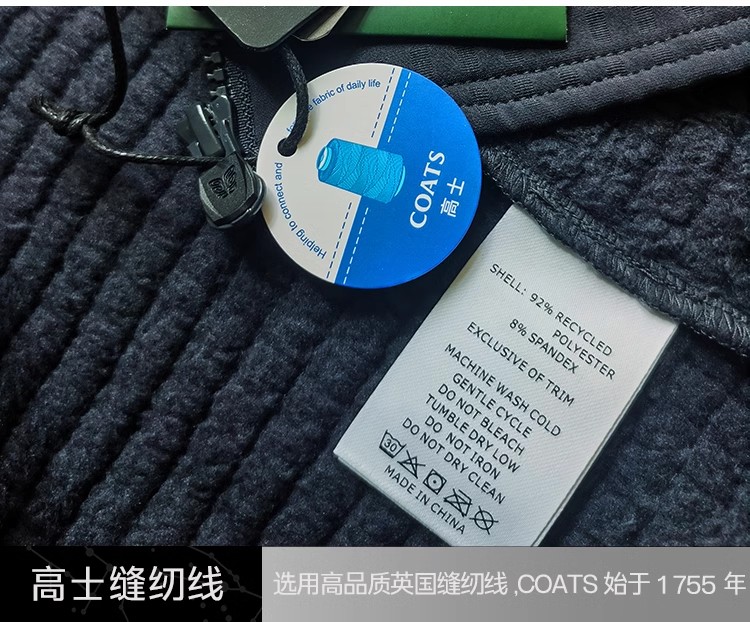 for the fabric of daily life
Helping to connect and
COATS
高士
SHELL: 92% RECYCLED
POLYESTER
8% SPANDEX
EXCLUSIVE OF TRIM
MACHINE WASH COLD
GENTLE CYCLE
DO NOT BLEACH
TUMBLE DRY LOW
DO NOT IRON
DO NOT DRY CLEAN
30
MADE IN CHINA
高士缝纫线
选用高品质英国缝纫线 ,COATS 始于 1755 年